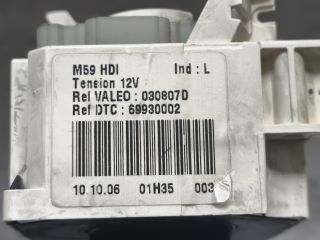 M59 HDI Ind : L
Tension 12V
Ref VALEO : 030807D
Ref DTC : 69930002
10.10.06 01H35 003